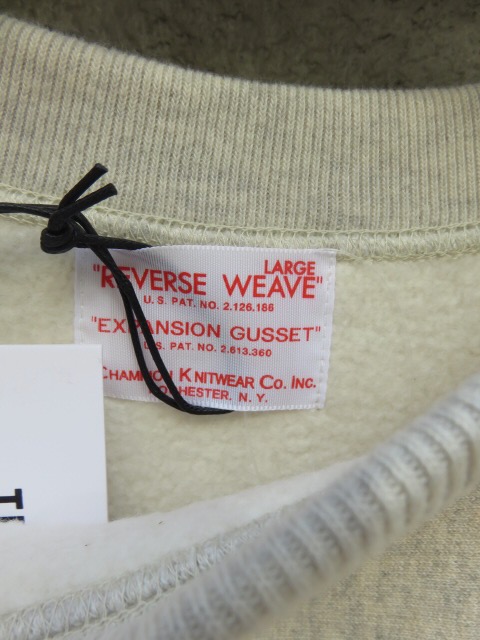 LARGE
"REVERSE WEAVE"
U.S. PAT. NO. 2.126.186
"EXPANSION GUSSET"
U.S. PAT. NO. 2.613.360
CHAMPION KNITWEAR CO. INC.
ROCHESTER, N. Y.